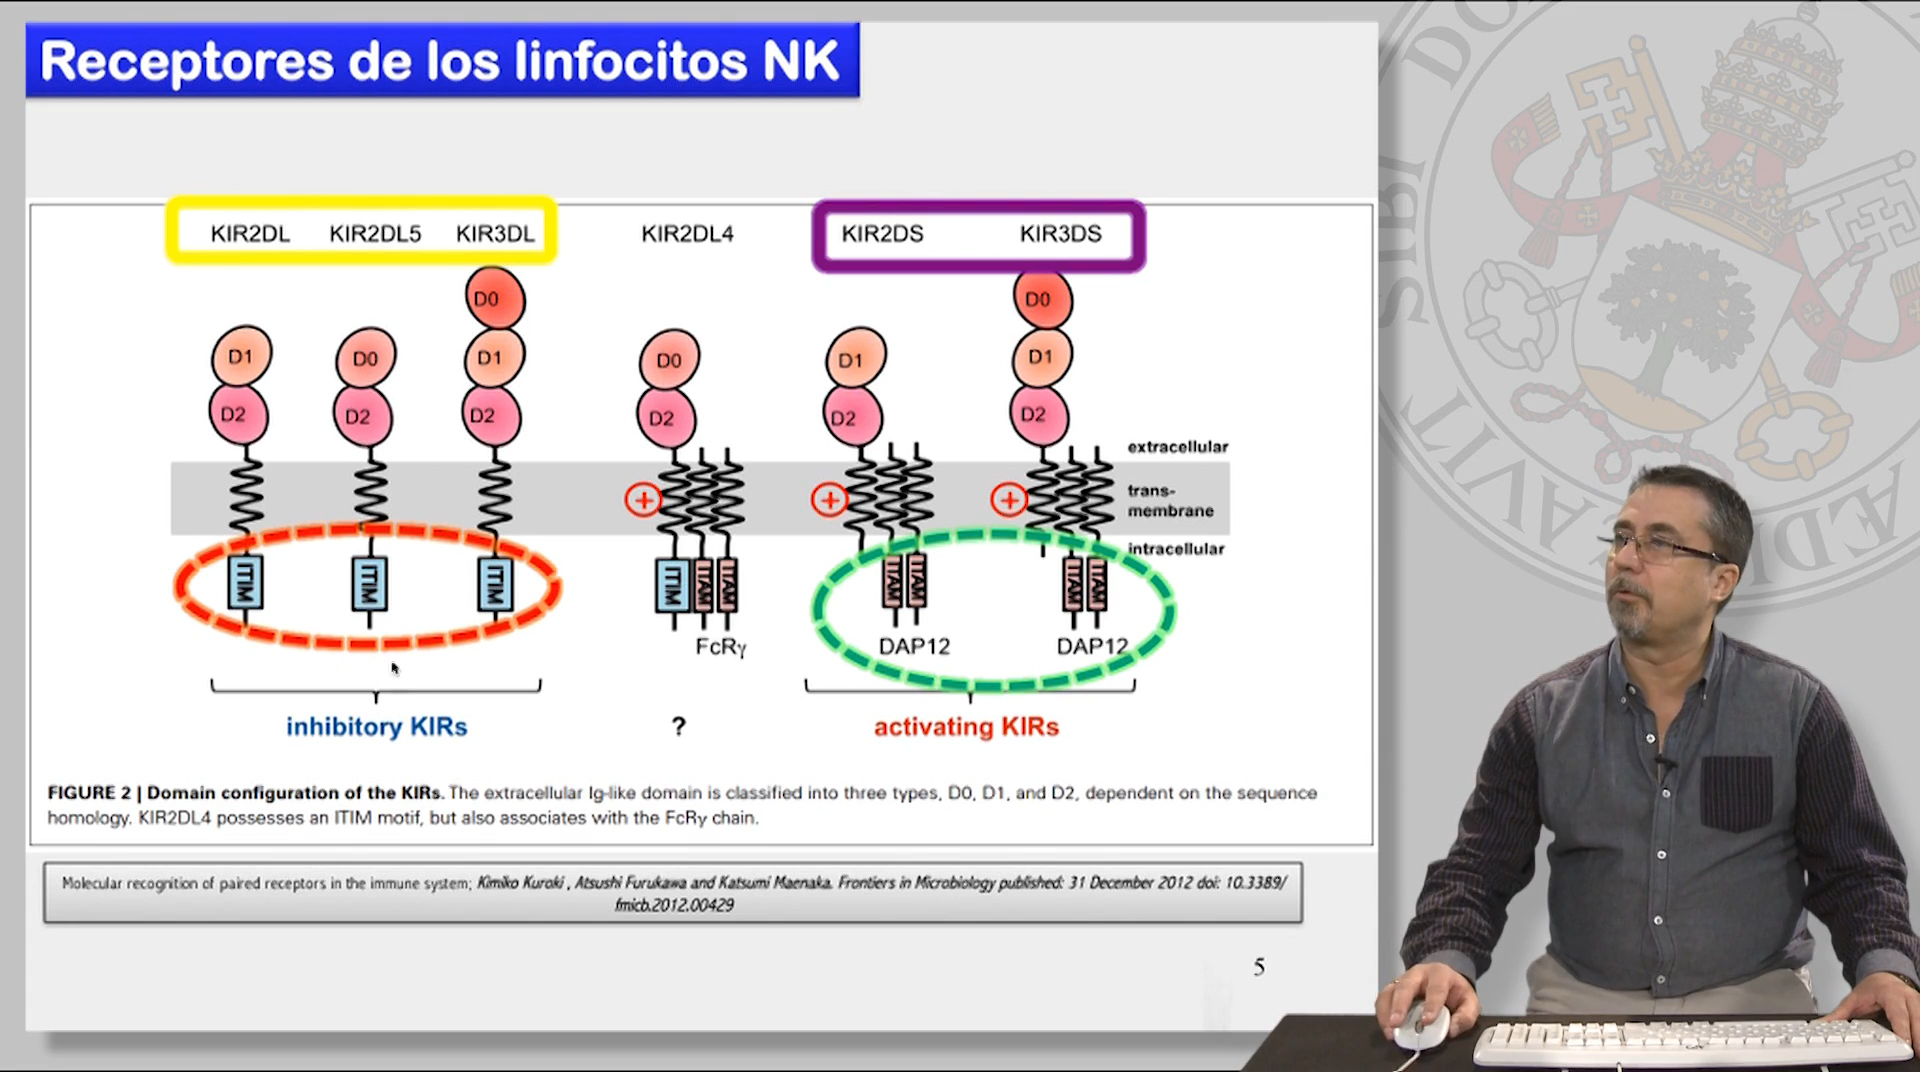 Receptores de los linfocitos NK
KIR2DL KIR2DL5 KIR3DL KIR2DL4 KIR2DS KIR3DS
D0 D0
D1 D0 D1 D0 D1 D1
D2 D2 D2 D2 D2 D2
extracellular
+ + +
trans-
membrane
intracellular
ITIM ITIM ITIM ITIM ITAM ITAM ITAM ITAM ITAM ITAM
FcRγ DAP12 DAP12
inhibitory KIRs ? activating KIRs
FIGURE 2 | Domain configuration of the KIRs. The extracellular Ig-like domain is classified into three types, D0, D1, and D2, dependent on the sequence
homology. KIR2DL4 possesses an ITIM motif, but also associates with the FcRγ chain.
Molecular recognition of paired receptors in the immune system; Kimiko Kuroki , Atsushi Furukawa and Katsumi Maenaka. Frontiers in Microbiology published: 31 December 2012 doi: 10.3389/
fmicb.2012.00429
5